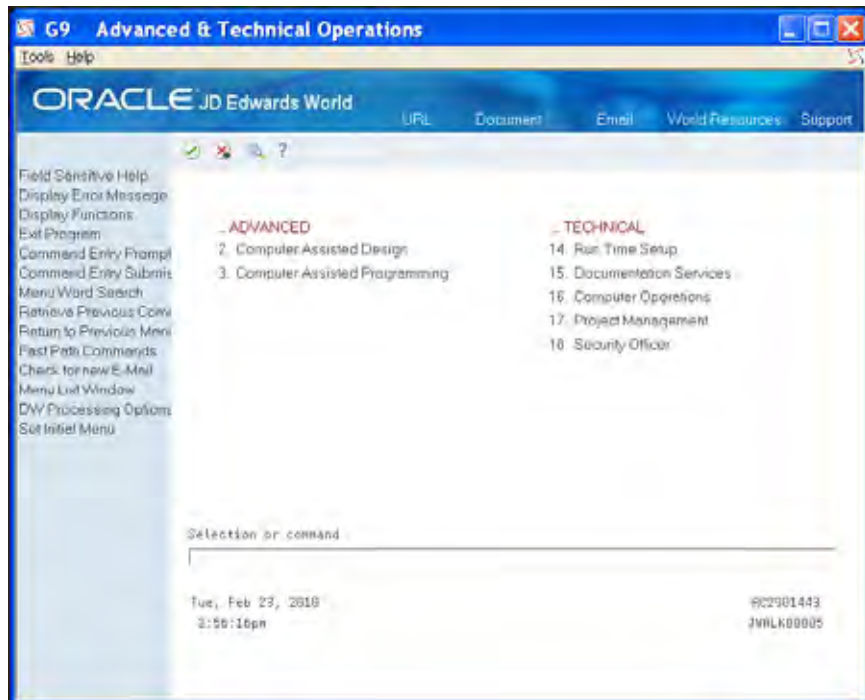 G9 Advanced & Technical Operations
Tools Help
ORACLE JD Edwards World
URL Document Email World Resources Support
?
Field Sensitive Help
Display Error Message
Display Functions
Exit Program
Command Entry Prompt
Command Entry Submit
Menu Word Search
Retrieve Previous Com
Return to Previous Menu
Fast Path Commands
Check for new E-Mail
Menu List Window
DW Processing Options
Set Initial Menu
... ADVANCED
2. Computer Assisted Design
3. Computer Assisted Programming
... TECHNICAL
14. Run Time Setup
15. Documentation Services
16. Computer Operations
17. Project Management
18. Security Officer
Selection or command
Tue, Feb 23, 2010